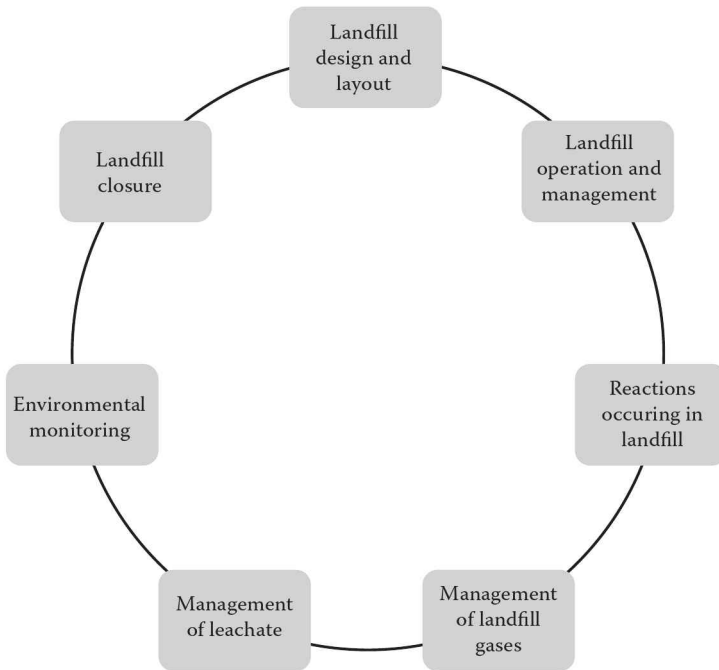 Landfill
design and
layout
Landfill
operation and
management
Reactions
occuring in
landfill
Management
of landfill
gases
Management
of leachate
Environmental
monitoring
Landfill
closure